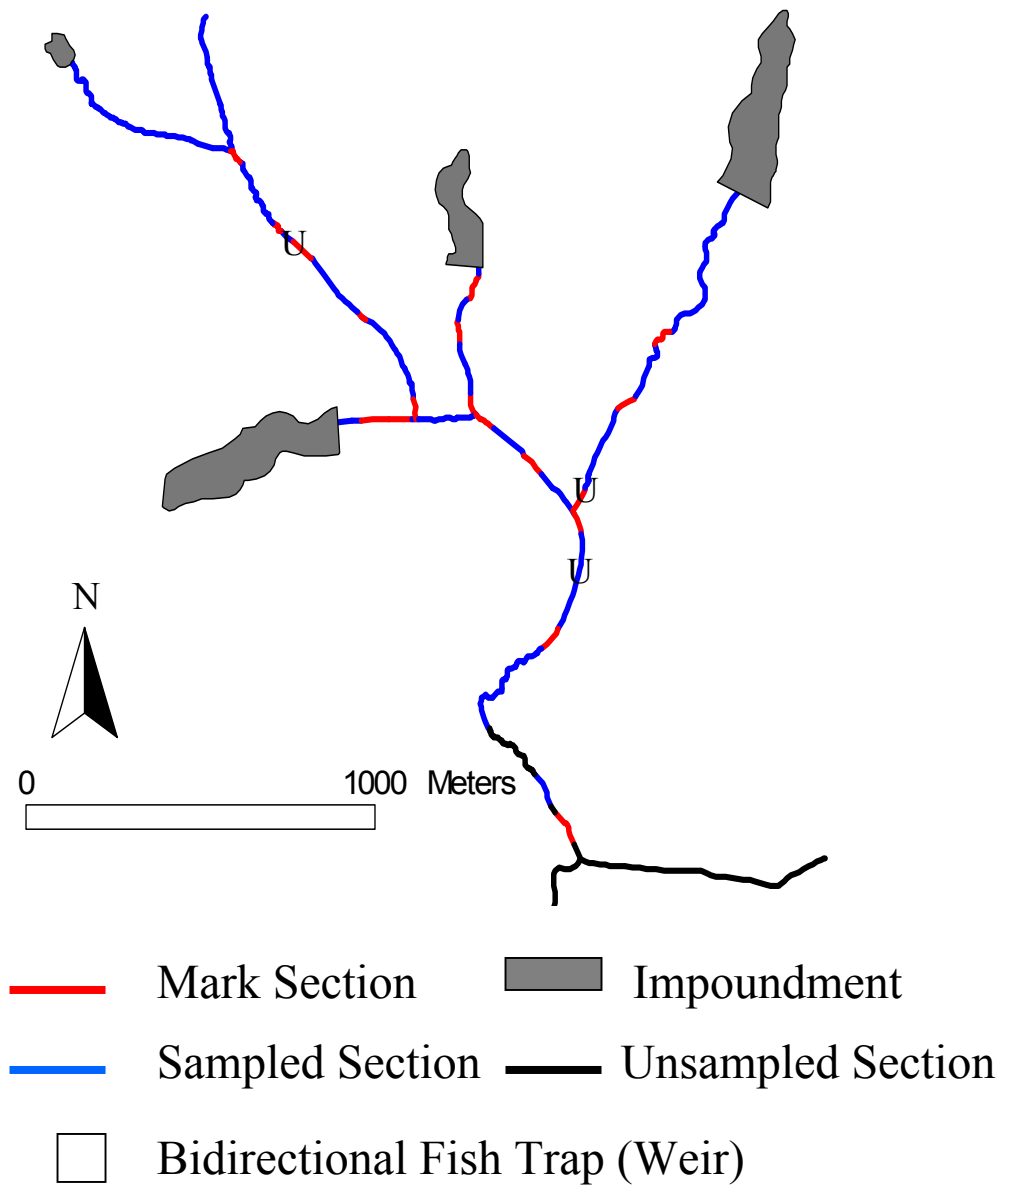 U
U
U
N
0 1000 Meters
Mark Section Impoundment
Sampled Section Unsampled Section
Bidirectional Fish Trap (Weir)